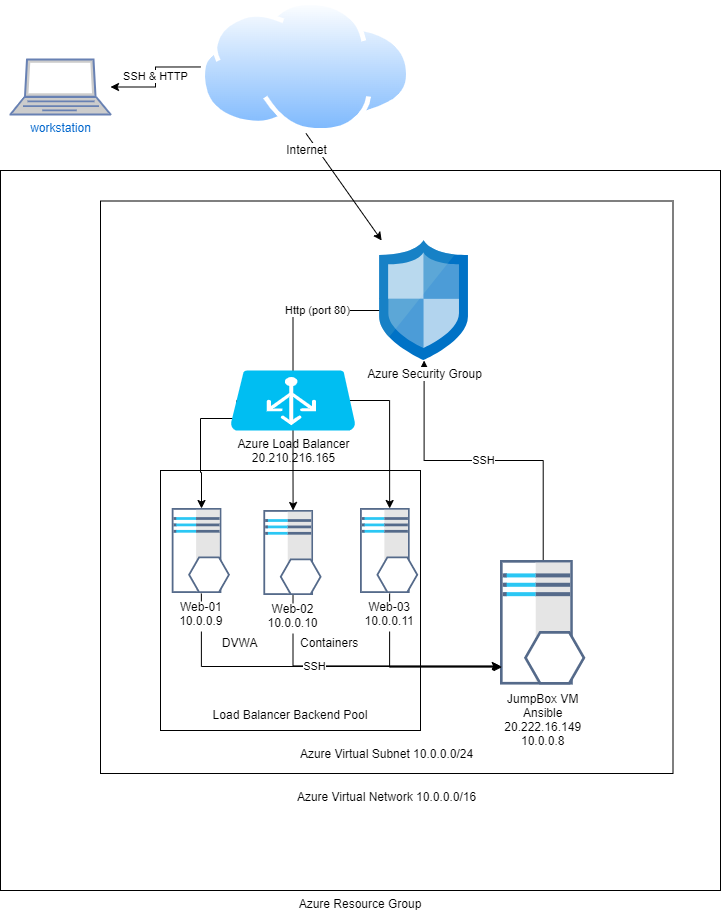 SSH & HTTP
workstation
Internet
Http (port 80)
Azure Security Group
Azure Load Balancer
20.210.216.165
SSH
Web-01
10.0.0.9
Web-02
10.0.0.10
Web-03
10.0.0.11
DVWA
Containers
SSH
JumpBox VM
Ansible
20.222.16.149
10.0.0.8
Load Balancer Backend Pool
Azure Virtual Subnet 10.0.0.0/24
Azure Virtual Network 10.0.0.0/16
Azure Resource Group